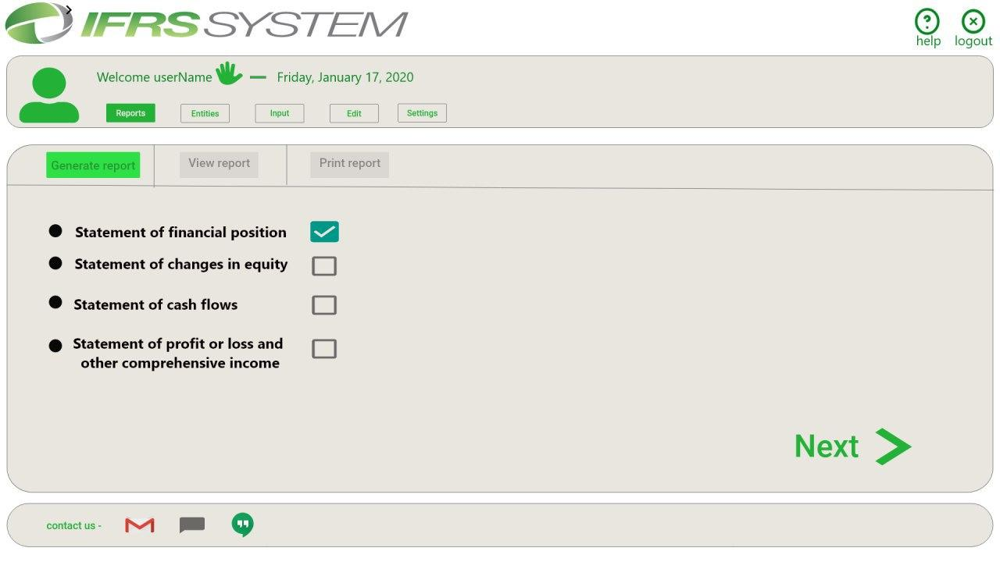 IFRS SYSTEM
help logout
Welcome userName — Friday, January 17, 2020
Reports Entities Input Edit Settings
Generate report View report Print report
Statement of financial position
Statement of changes in equity
Statement of cash flows
Statement of profit or loss and
other comprehensive income
Next
contact us -